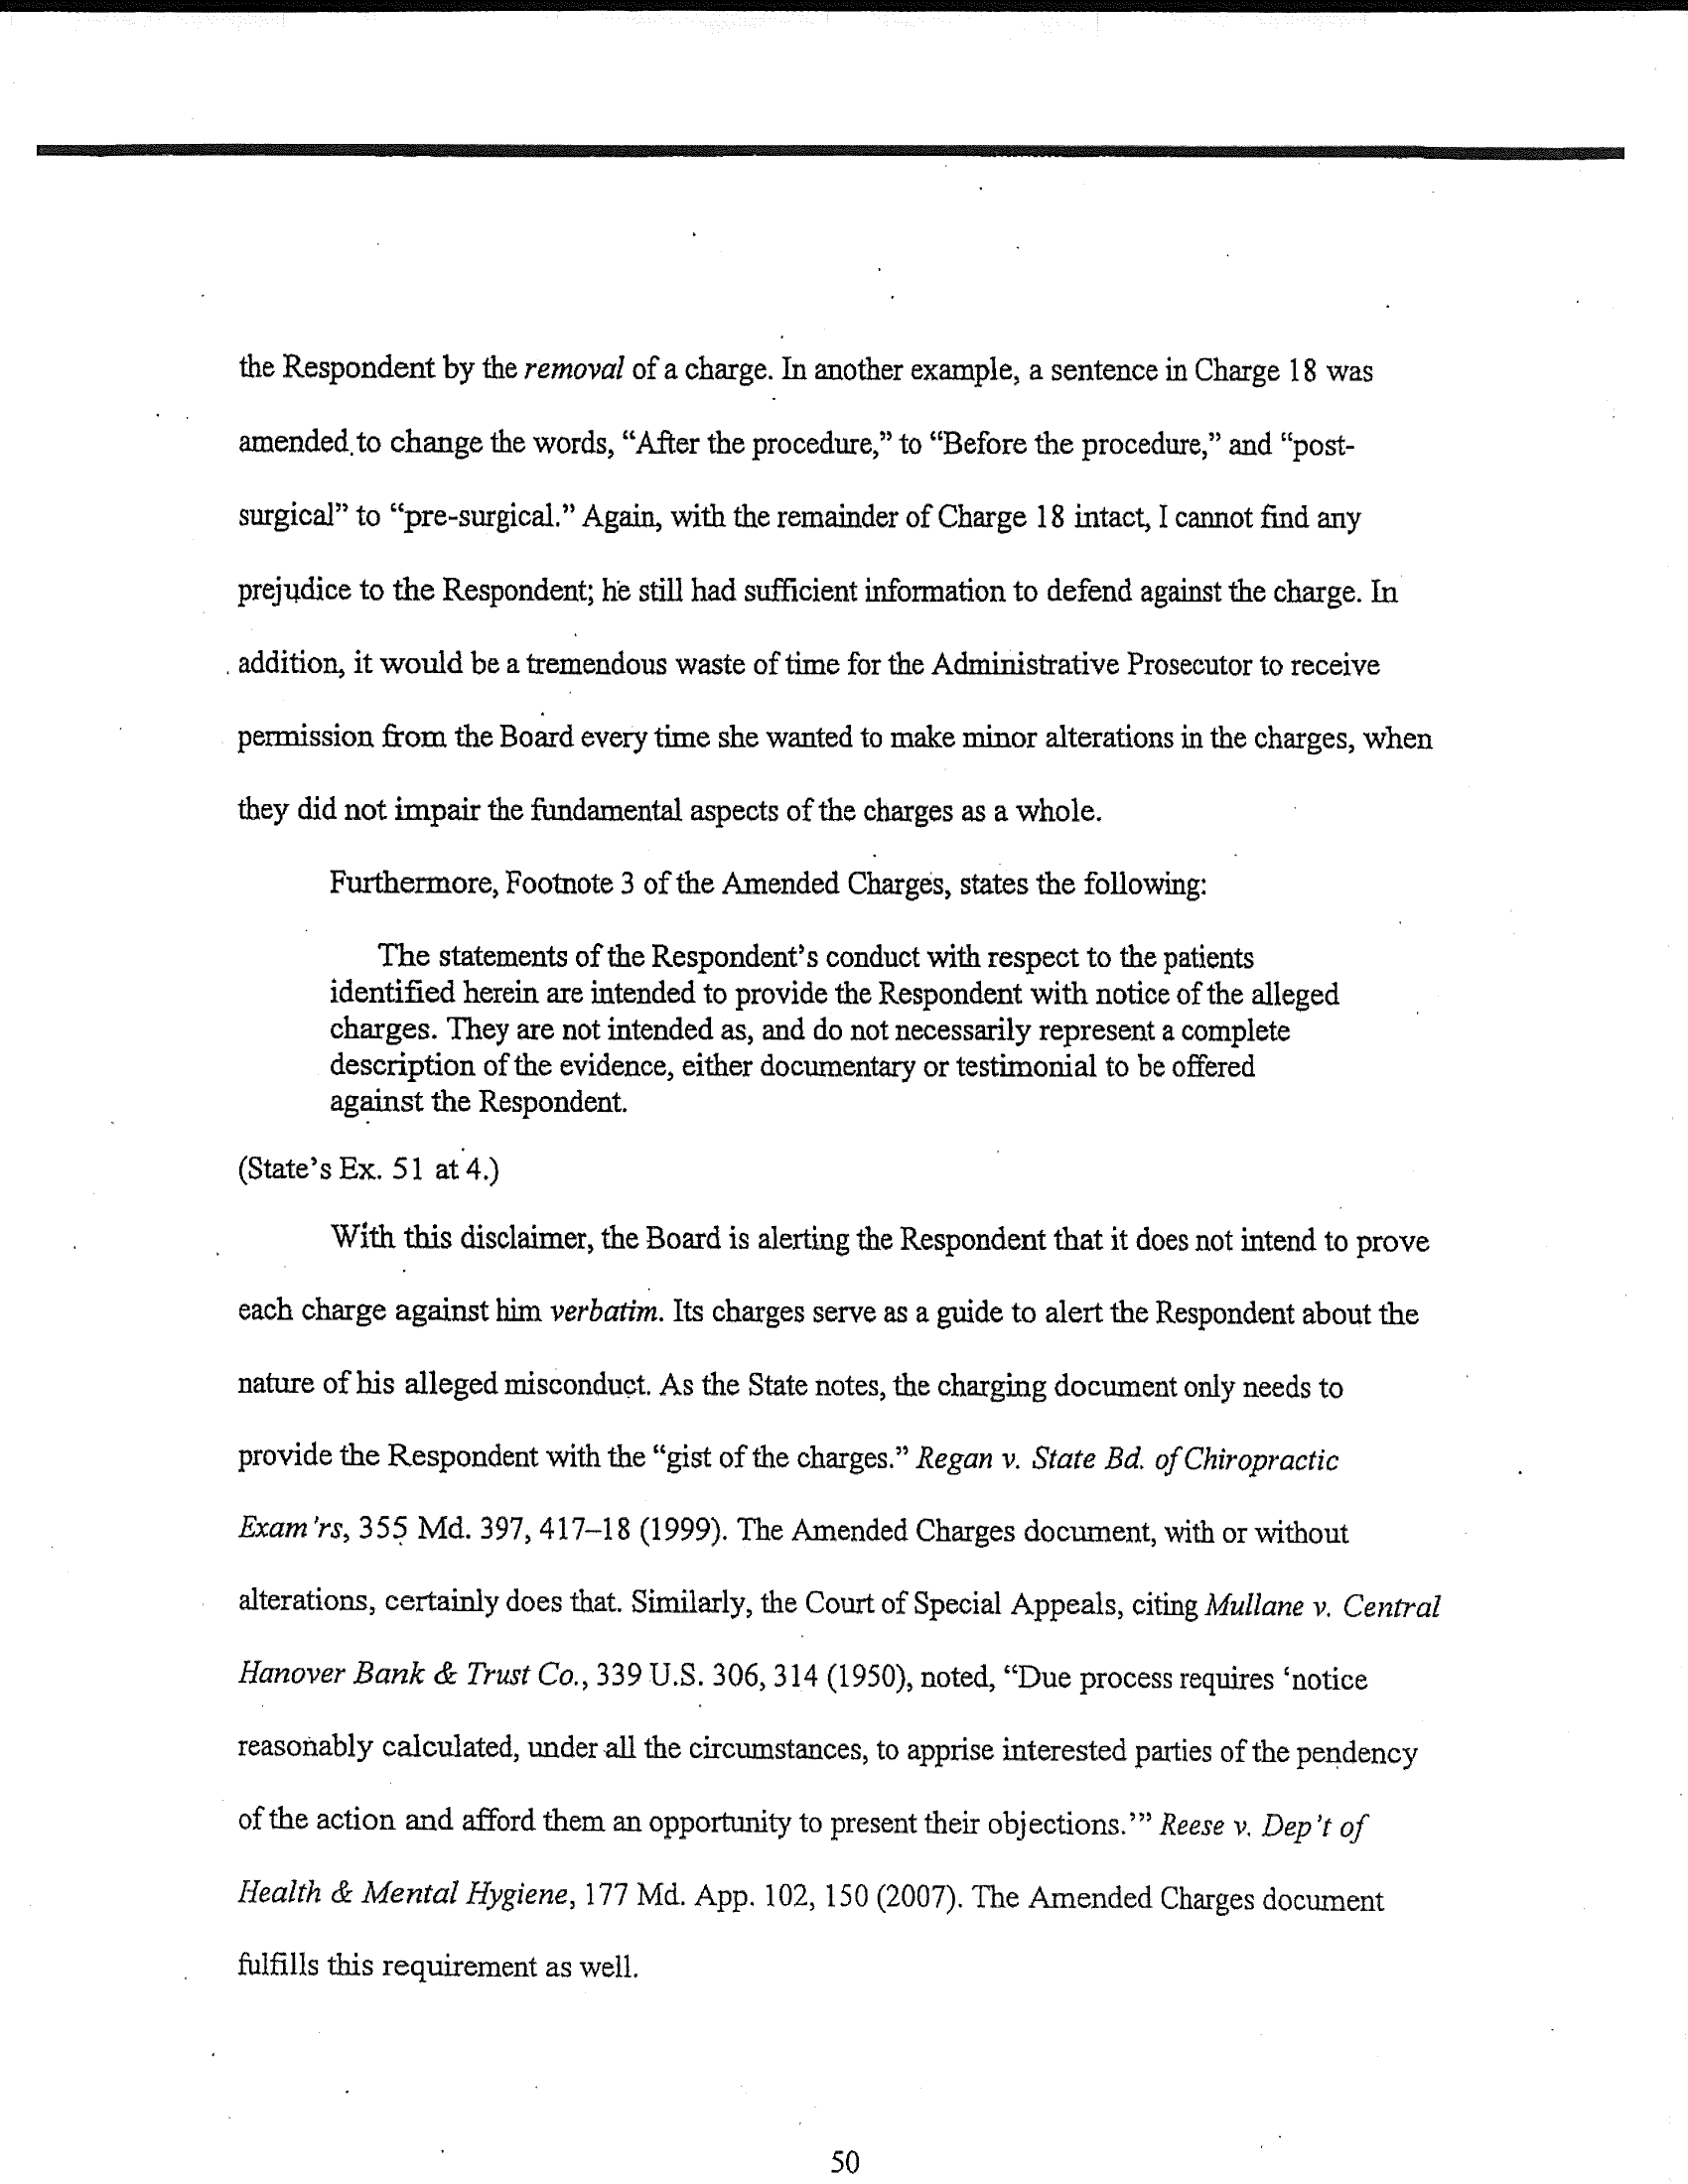 the Respondent by the removal of a charge. In another example, a sentence in Charge 18 was
amended to change the words, “After the procedure,” to “Before the procedure,” and “post-
surgical” to “pre-surgical.” Again, with the remainder of Charge 18 intact, I cannot find any
prejudice to the Respondent; he still had sufficient information to defend against the charge. In
addition, it would be a tremendous waste of time for the Administrative Prosecutor to receive
permission from the Board every time she wanted to make minor alterations in the charges, when
they did not impair the fundamental aspects of the charges as a whole.
Furthermore, Footnote 3 of the Amended Charges, states the following:
The statements of the Respondent’s conduct with respect to the patients
identified herein are intended to provide the Respondent with notice of the alleged
charges. They are not intended as, and do not necessarily represent a complete
description of the evidence, either documentary or testimonial to be offered
against the Respondent.
(State’s Ex. 51 at 4.)
With this disclaimer, the Board is alerting the Respondent that it does not intend to prove
each charge against him verbatim. Its charges serve as a guide to alert the Respondent about the
nature of his alleged misconduct. As the State notes, the charging document only needs to
provide the Respondent with the “gist of the charges.” Regan v. State Bd. of Chiropractic
Exam’rs, 355 Md. 397, 417–18 (1999). The Amended Charges document, with or without
alterations, certainly does that. Similarly, the Court of Special Appeals, citing Mullane v. Central
Hanover Bank & Trust Co., 339 U.S. 306, 314 (1950), noted, “Due process requires ‘notice
reasonably calculated, under all the circumstances, to apprise interested parties of the pendency
of the action and afford them an opportunity to present their objections.’” Reese v. Dep’t of
Health & Mental Hygiene, 177 Md. App. 102, 150 (2007). The Amended Charges document
fulfills this requirement as well.
50